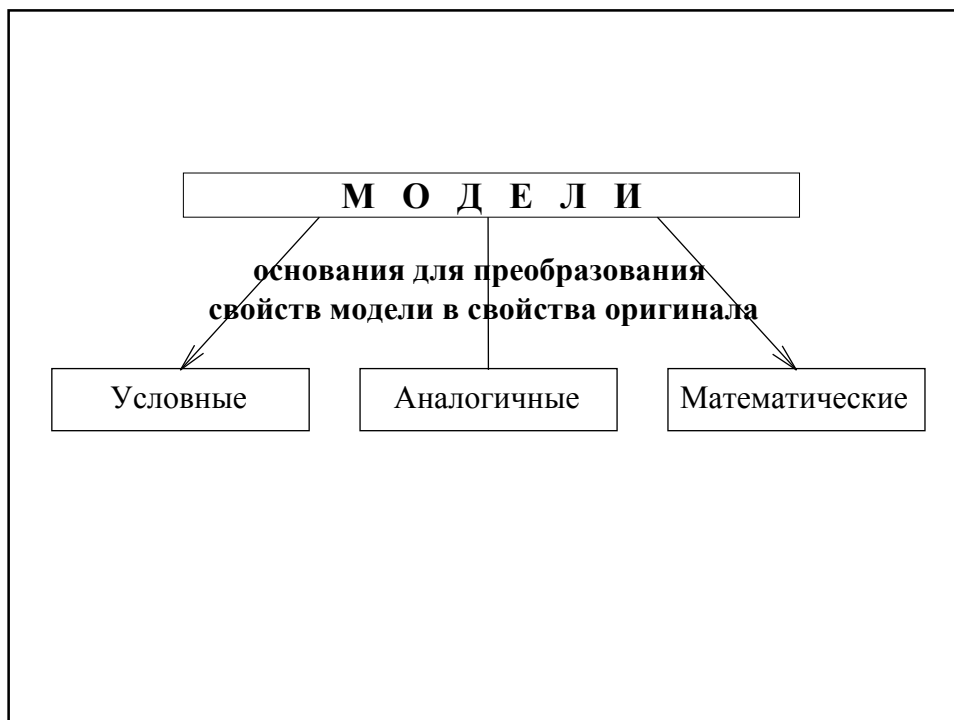 М О Д Е Л И
основания для преобразования
свойств модели в свойства оригинала
Условные
Аналогичные
Математические